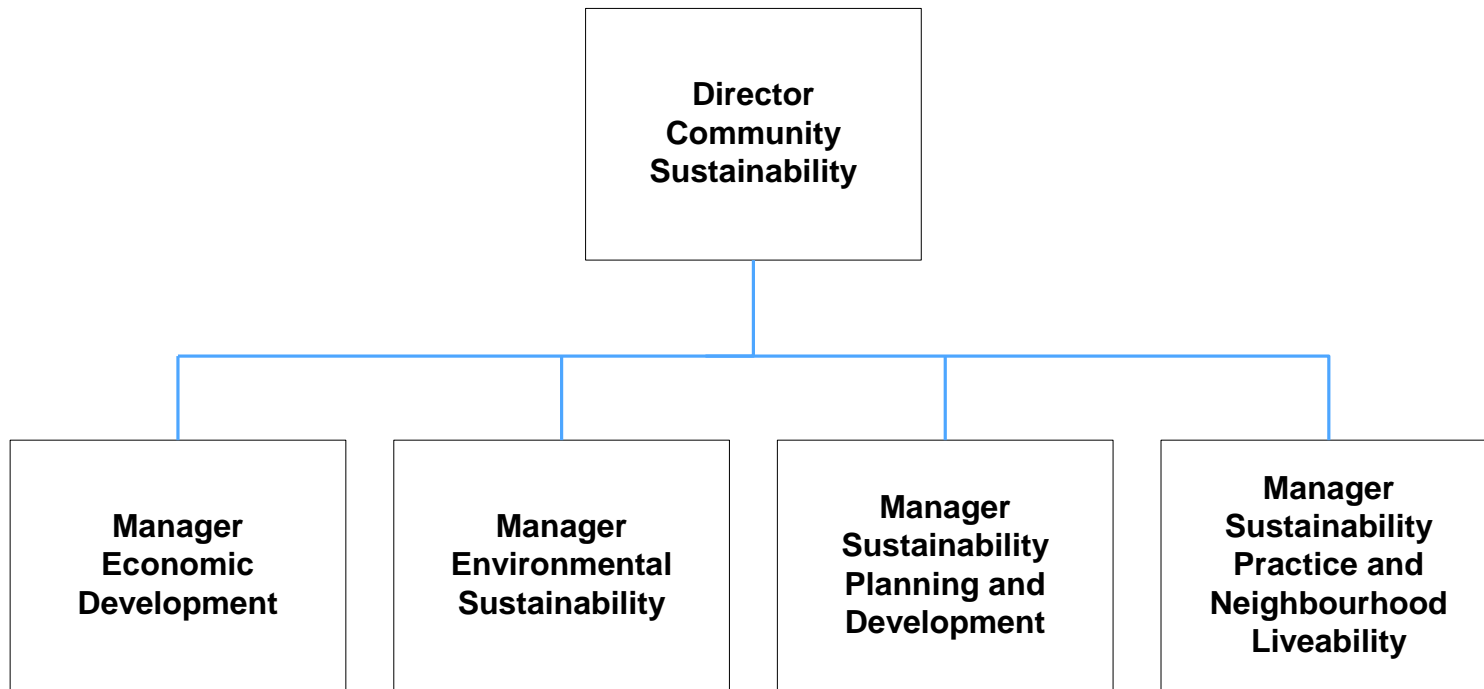 Director
Community
Sustainability
Manager
Economic
Development
Manager
Environmental
Sustainability
Manager
Sustainability
Planning and
Development
Manager
Sustainability
Practice and
Neighbourhood
Liveability